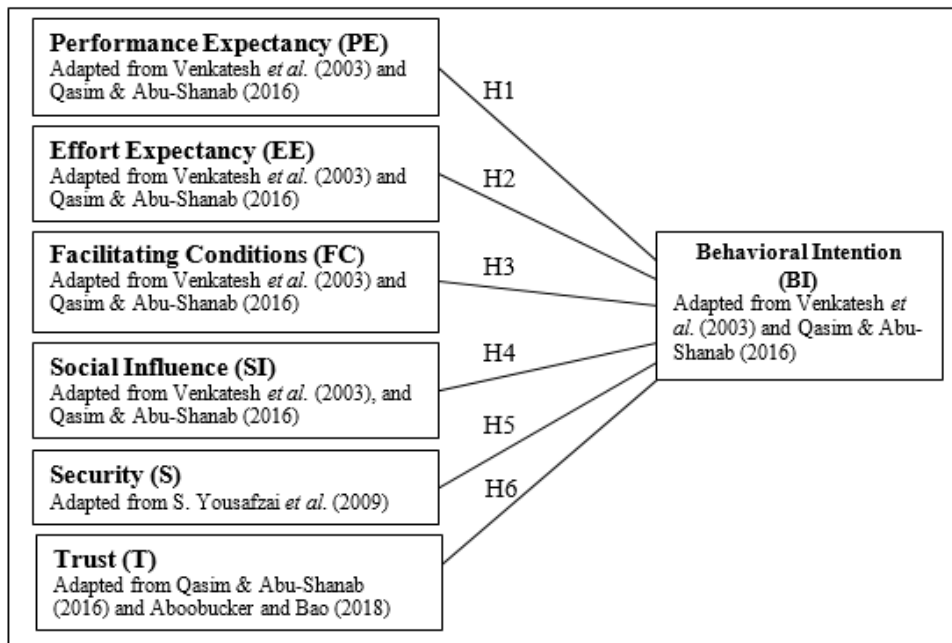 Performance Expectancy (PE)
Adapted from Venkatesh et al. (2003) and
Qasim & Abu-Shanab (2016)
H1
Effort Expectancy (EE)
Adapted from Venkatesh et al. (2003) and
Qasim & Abu-Shanab (2016)
H2
Facilitating Conditions (FC)
Adapted from Venkatesh et al. (2003) and
Qasim & Abu-Shanab (2016)
H3
Social Influence (SI)
Adapted from Venkatesh et al. (2003), and
Qasim & Abu-Shanab (2016)
H4
Security (S)
Adapted from S. Yousafzai et al. (2009)
H5
Trust (T)
Adapted from Qasim & Abu-Shanab
(2016) and Aboobucker and Bao (2018)
H6
Behavioral Intention
(BI)
Adapted from Venkatesh et
al. (2003) and Qasim & Abu-
Shanab (2016)